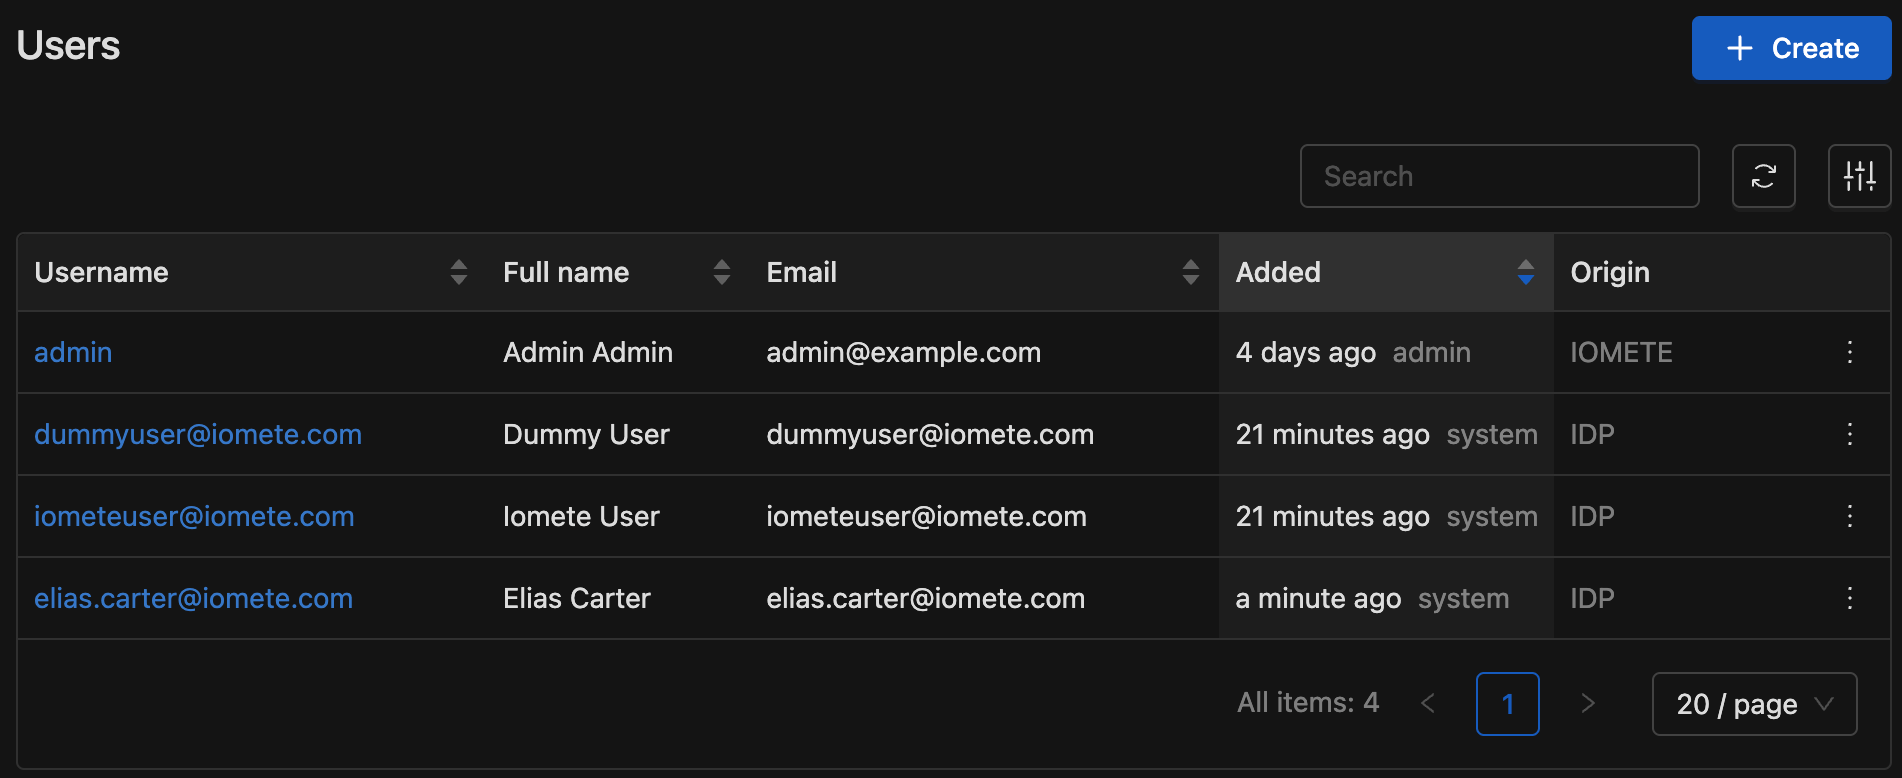 Users
Create
Search
Username Full name Email Added Origin
admin Admin Admin admin@example.com 4 days ago admin IOMETE
dummyuser@iomete.com Dummy User dummyuser@iomete.com 21 minutes ago system IDP
iometeuser@iomete.com Iomete User iometeuser@iomete.com 21 minutes ago system IDP
elias.carter@iomete.com Elias Carter elias.carter@iomete.com a minute ago system IDP
All items: 4 1 20 / page